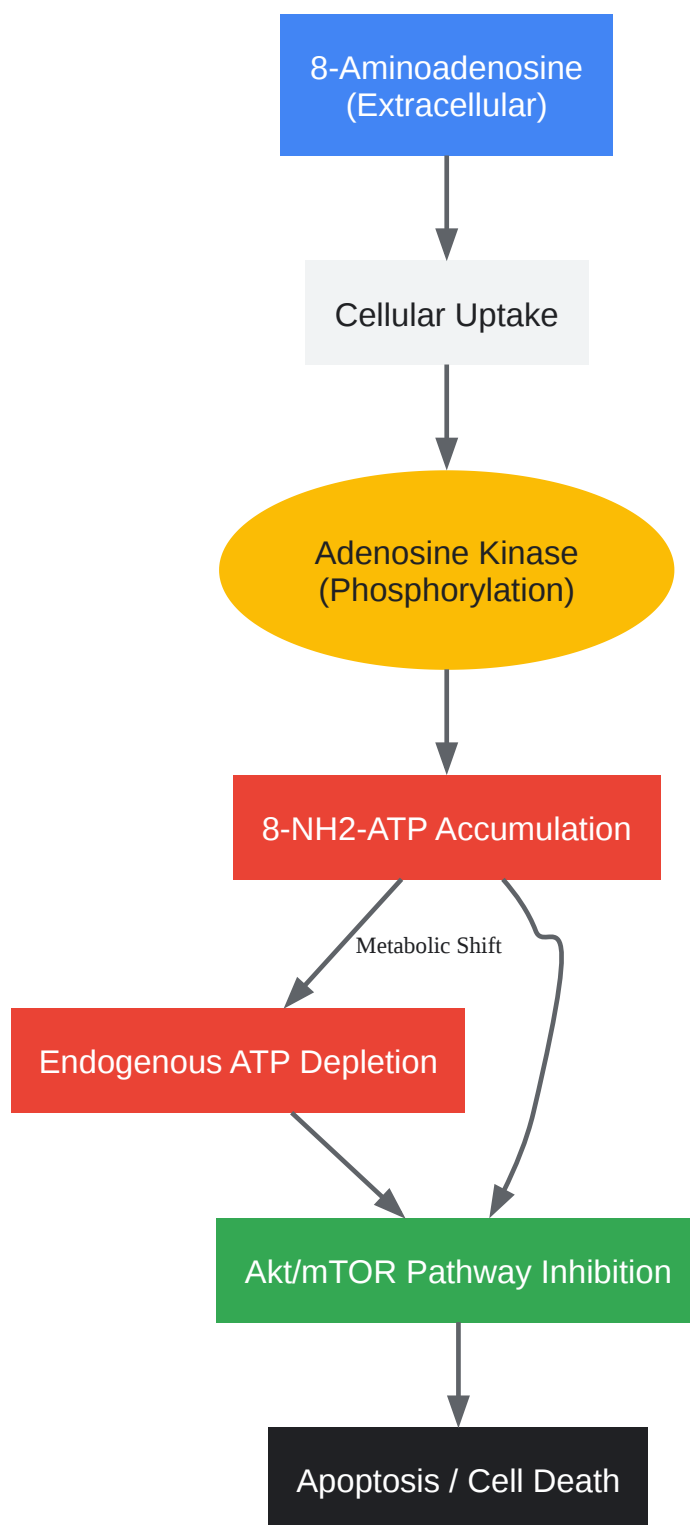 8-Aminoadenosine
(Extracellular)
Cellular Uptake
Adenosine Kinase
(Phosphorylation)
8-NH2-ATP Accumulation
Metabolic Shift
Endogenous ATP Depletion
Akt/mTOR Pathway Inhibition
Apoptosis / Cell Death